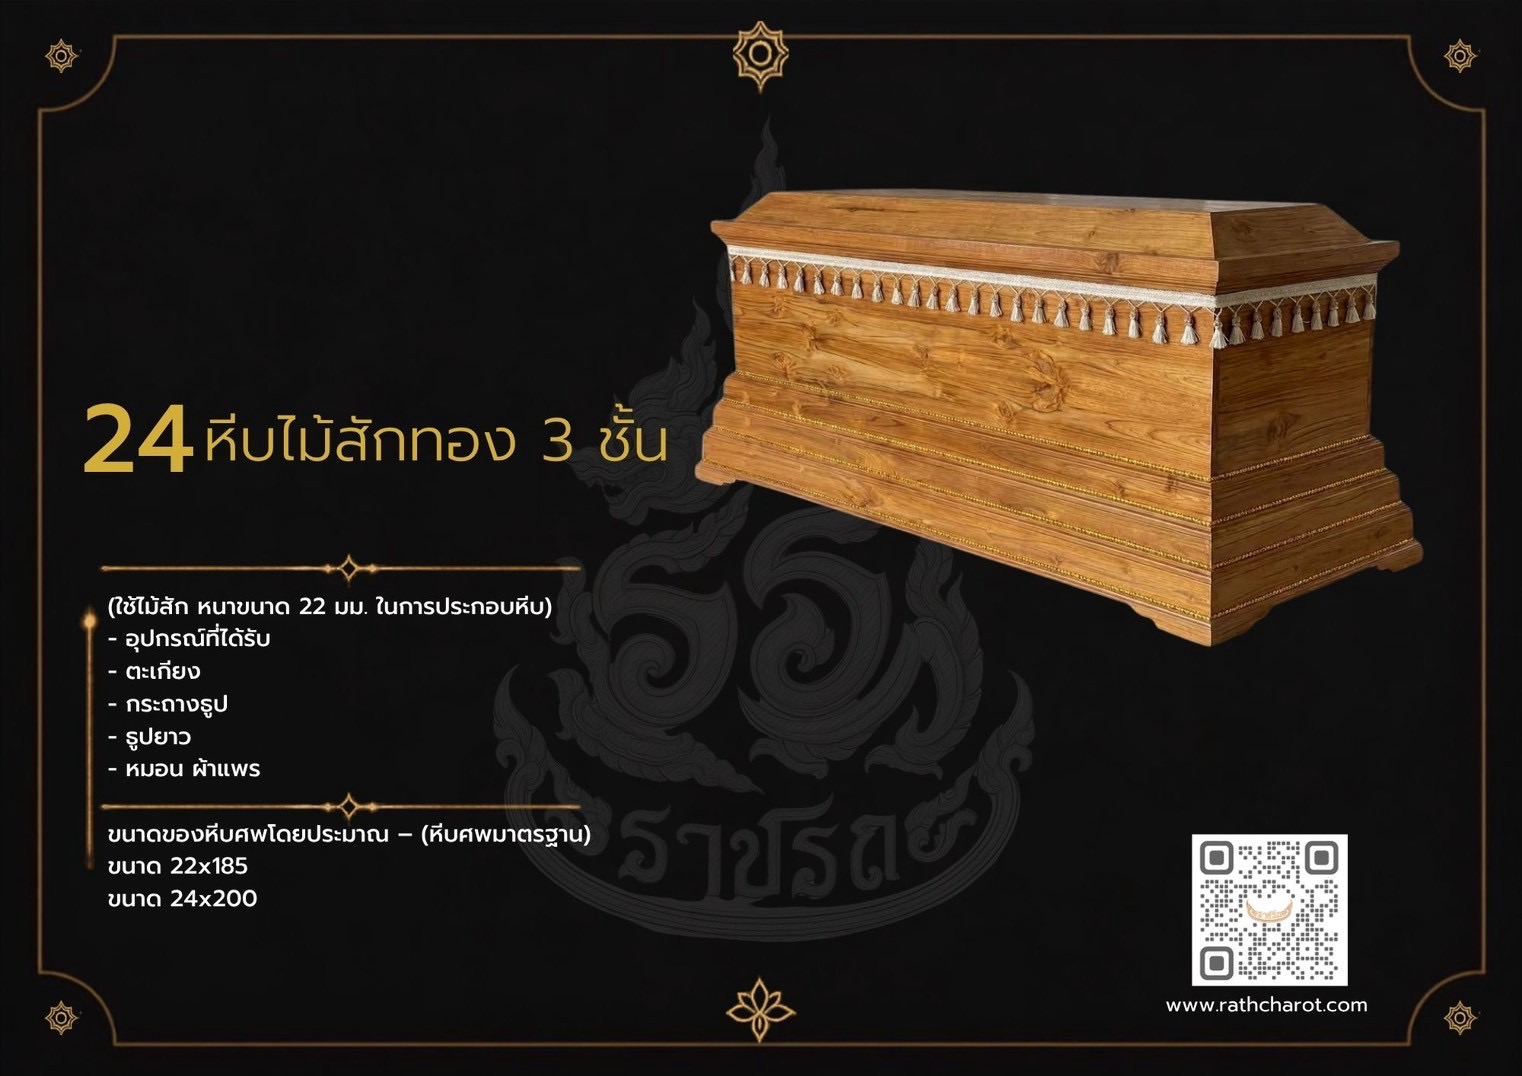 24 หีบไม้สักทอง 3 ชั้น
(ใช้ไม้สัก หนาขนาด 22 มม. ในการประกอบหีบ)
- อุปกรณ์ที่ได้รับ
- ตะเกียง
- กระถางธูป
- ธูปยาว
- หมอน ผ้าแพร
ขนาดของหีบศพโดยประมาณ – (หีบศพมาตรฐาน)
ขนาด 22x185
ขนาด 24x200
ราชรถ
www.rathcharot.com